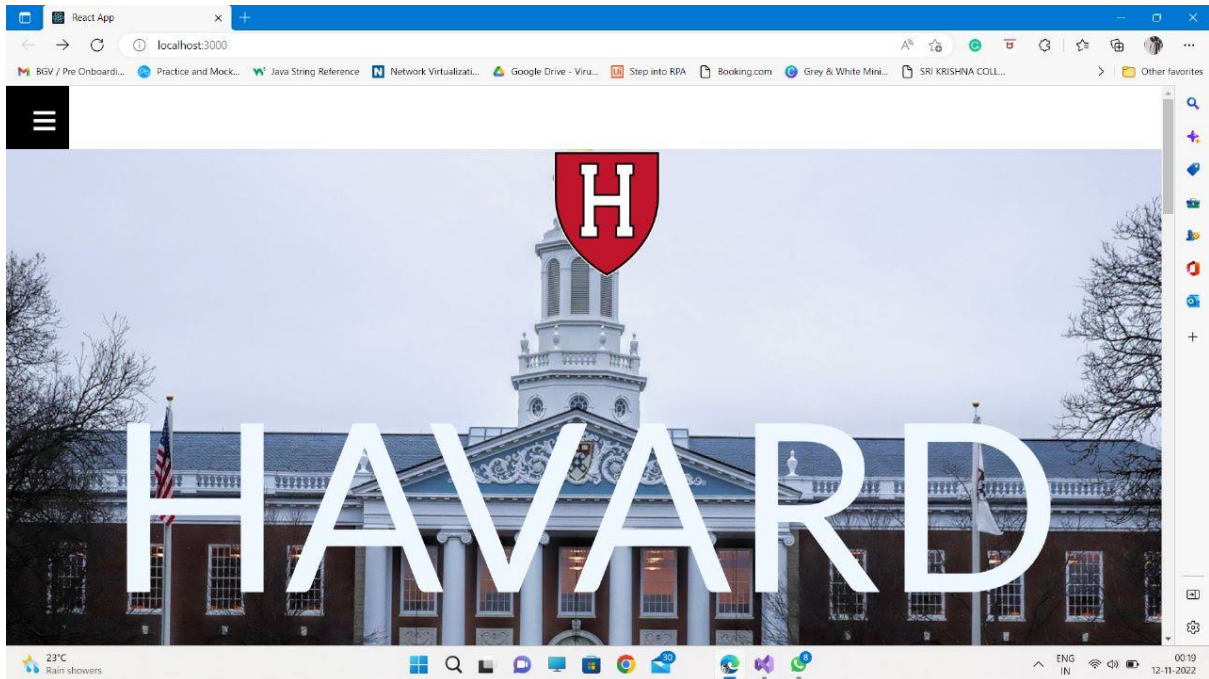 React App
localhost:3000
BGV / Pre Onboardi... Practice and Mock... Java String Reference Network Virtualizati... Google Drive - Viru... Step into RPA Booking.com Grey & White Mini... SRI KRISHNA COLL... Other favorites
H
HAVARD
23°C
Rain showers
30
8
ENG
IN
00:19
12-11-2022